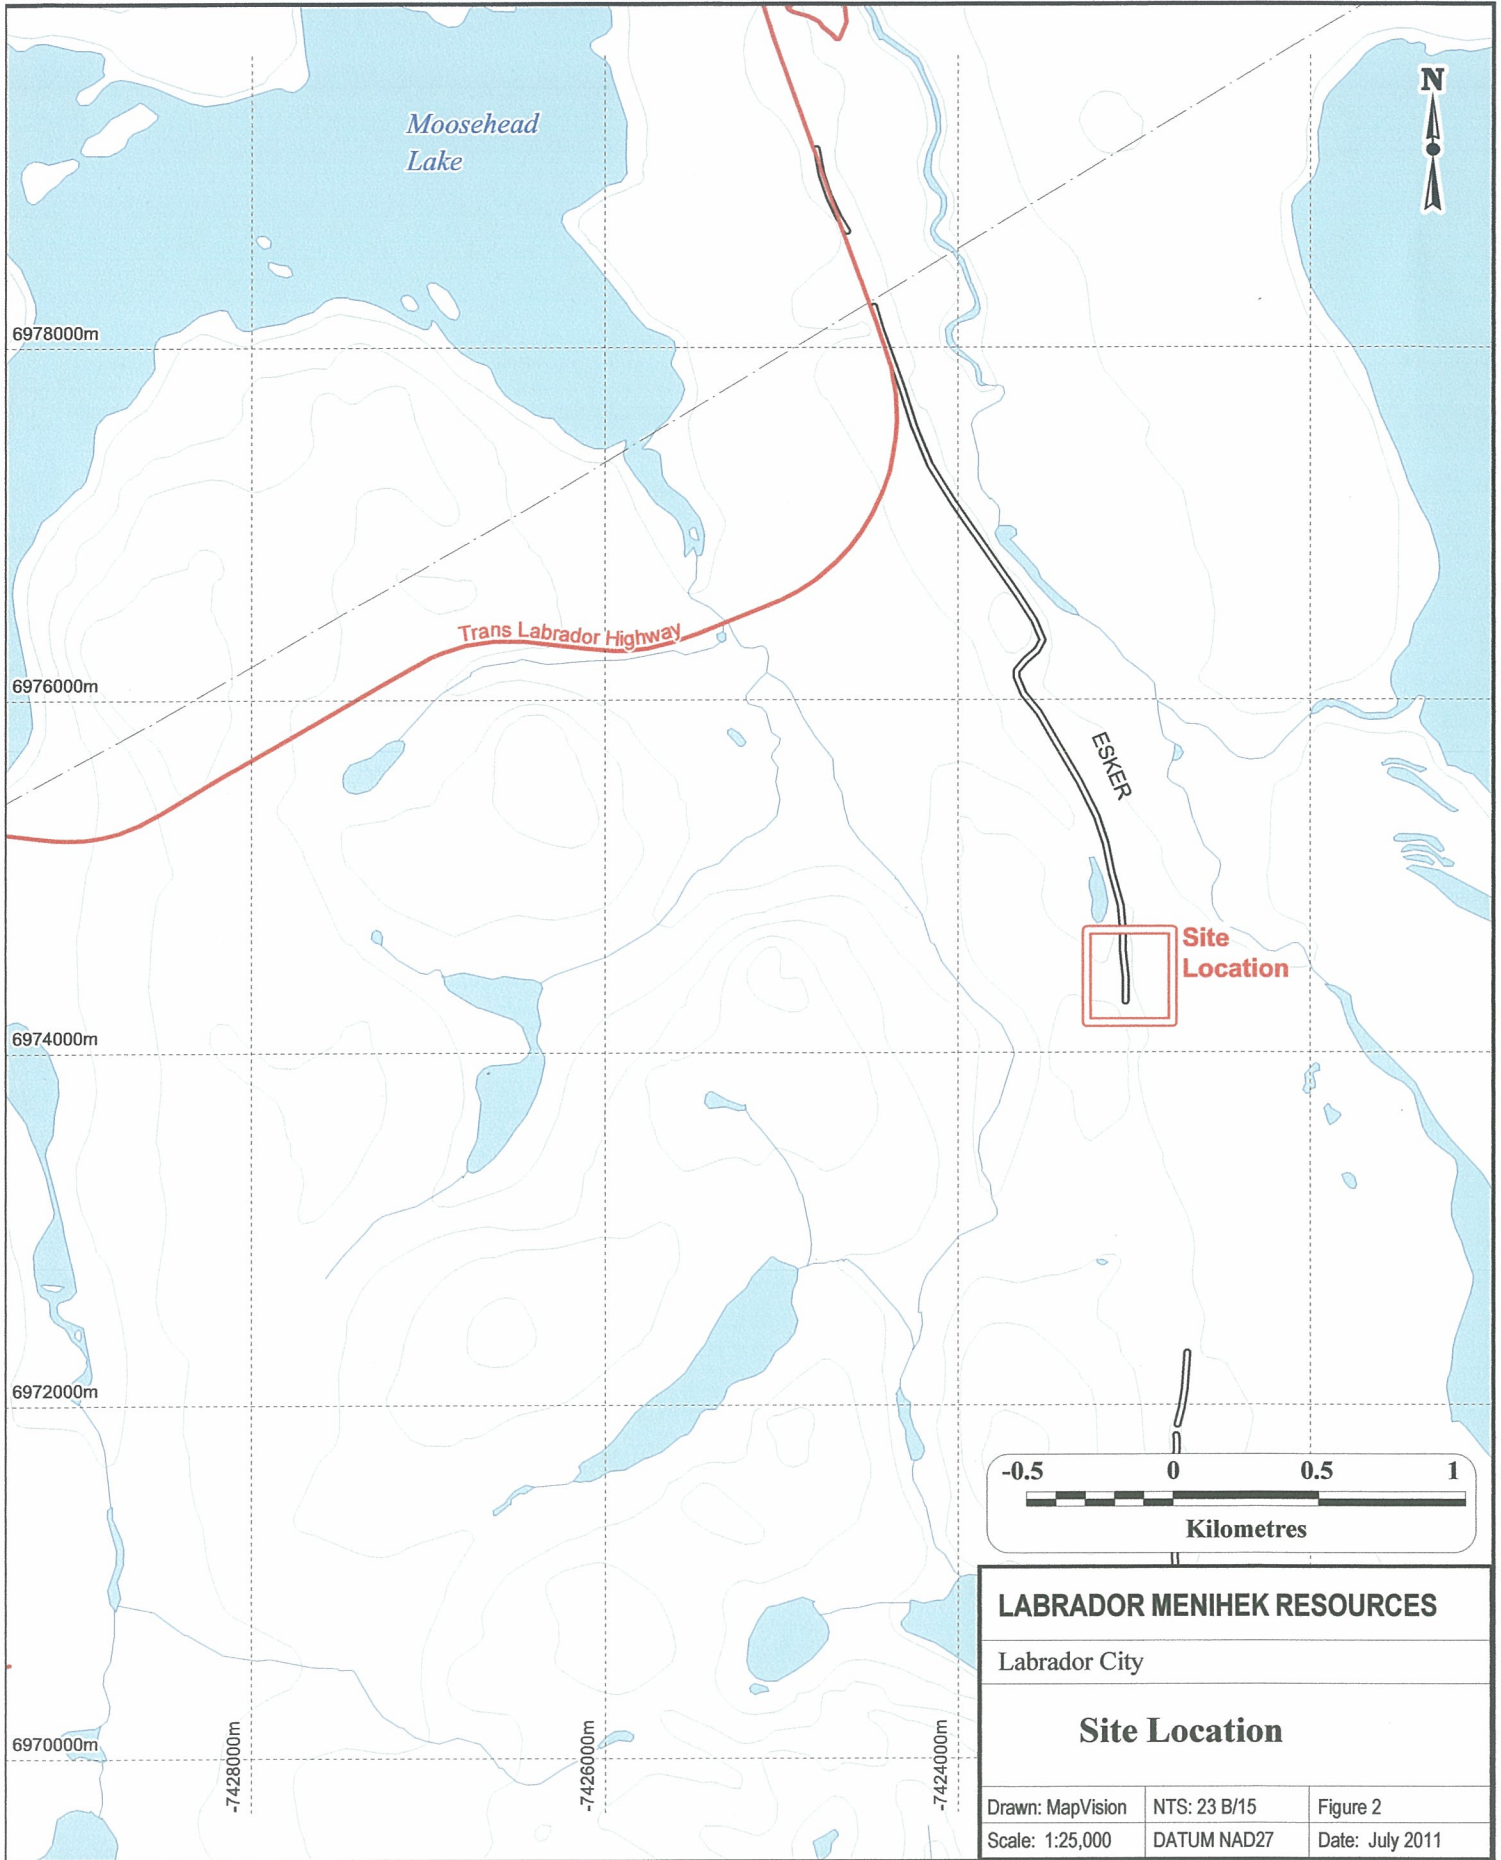 N
Moosehead
Lake
6978000m
Trans Labrador Highway
6976000m
ESKER
Site
Location
6974000m
6972000m
-0.5 0 0.5 1
Kilometres
LABRADOR MENIHEK RESOURCES
Labrador City
Site Location
6970000m
-7428000m
-7426000m
-7424000m
Drawn: MapVision NTS: 23 B/15 Figure 2
Scale: 1:25,000 DATUM NAD27 Date: July 2011